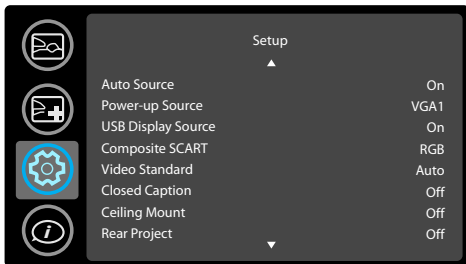 Setup
Auto Source On
Power-up Source VGA1
USB Display Source On
Composite SCART RGB
Video Standard Auto
Closed Caption Off
Ceiling Mount Off
Rear Project Off
i